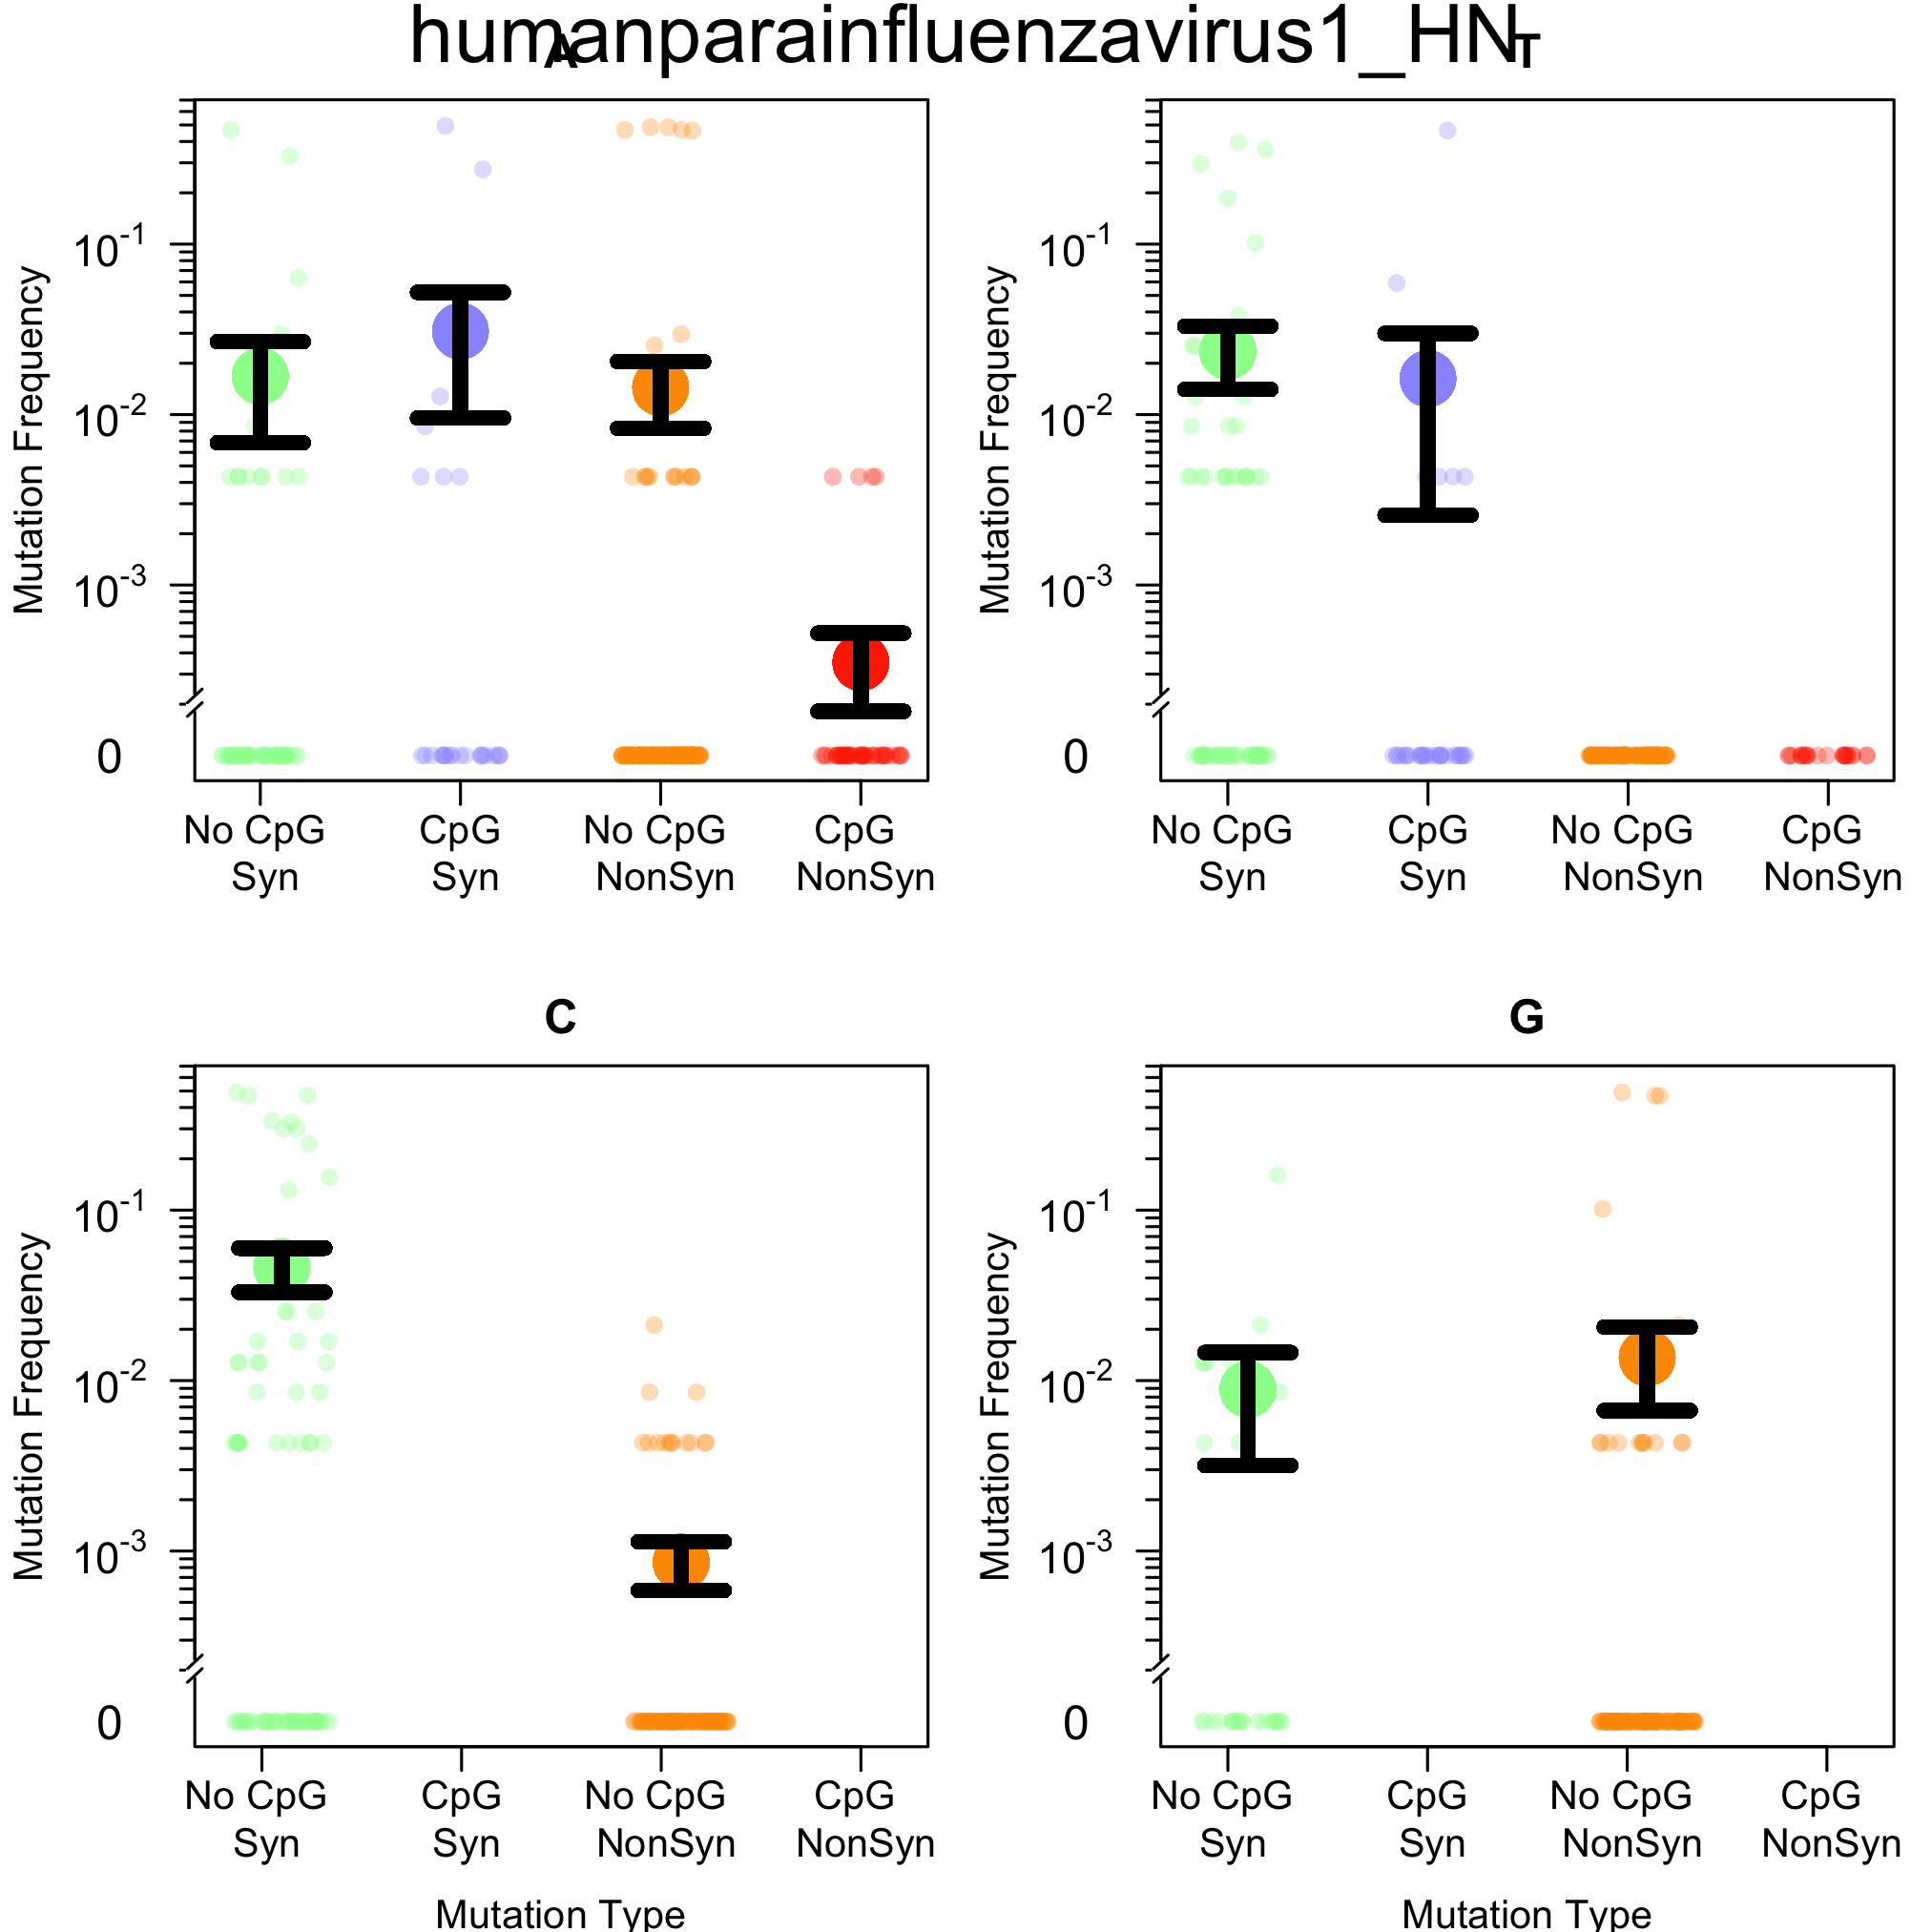 humanparainfluenzavirus1_HN
A
T
Mutation Frequency
10-1
10-2
10-3
0
No CpG Syn
CpG Syn
No CpG NonSyn
CpG NonSyn
Mutation Frequency
10-1
10-2
10-3
0
No CpG Syn
CpG Syn
No CpG NonSyn
CpG NonSyn
C
Mutation Frequency
10-1
10-2
10-3
0
No CpG Syn
CpG Syn
No CpG NonSyn
CpG NonSyn
Mutation Type
G
Mutation Frequency
10-1
10-2
10-3
0
No CpG Syn
CpG Syn
No CpG NonSyn
CpG NonSyn
Mutation Type